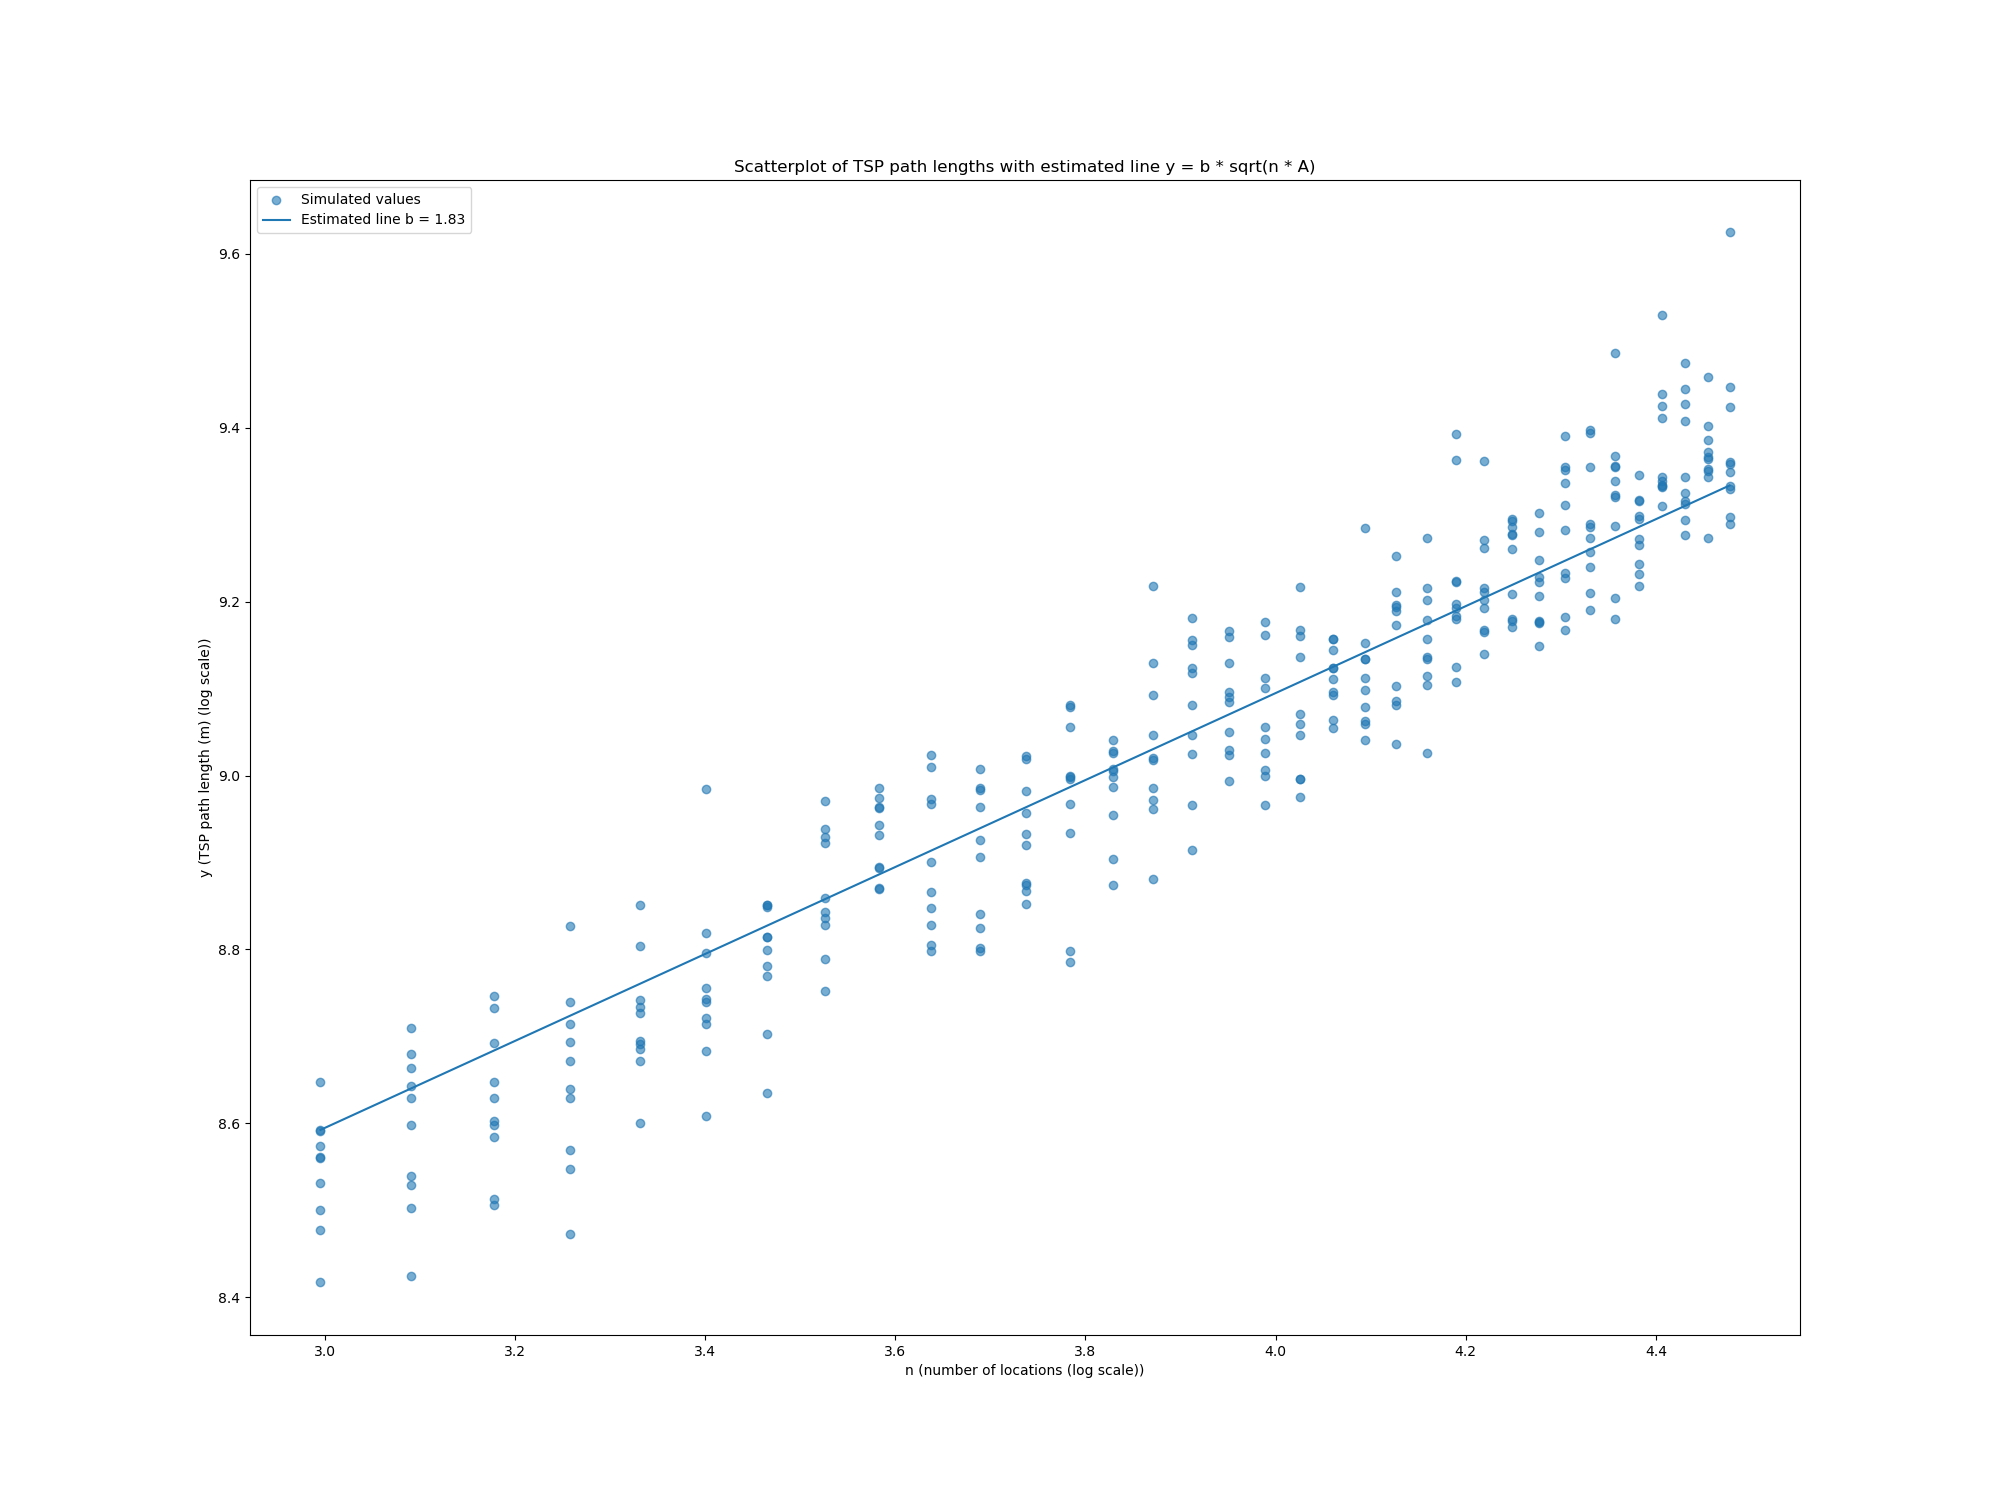 Scatterplot of TSP path lengths with estimated line y = b * sqrt(n * A)
Simulated values
Estimated line b = 1.83
9.6
9.4
9.2
9.0
8.8
8.6
8.4
y (TSP path length (m) (log scale))
3.0 3.2 3.4 3.6 3.8 4.0 4.2 4.4
n (number of locations (log scale))